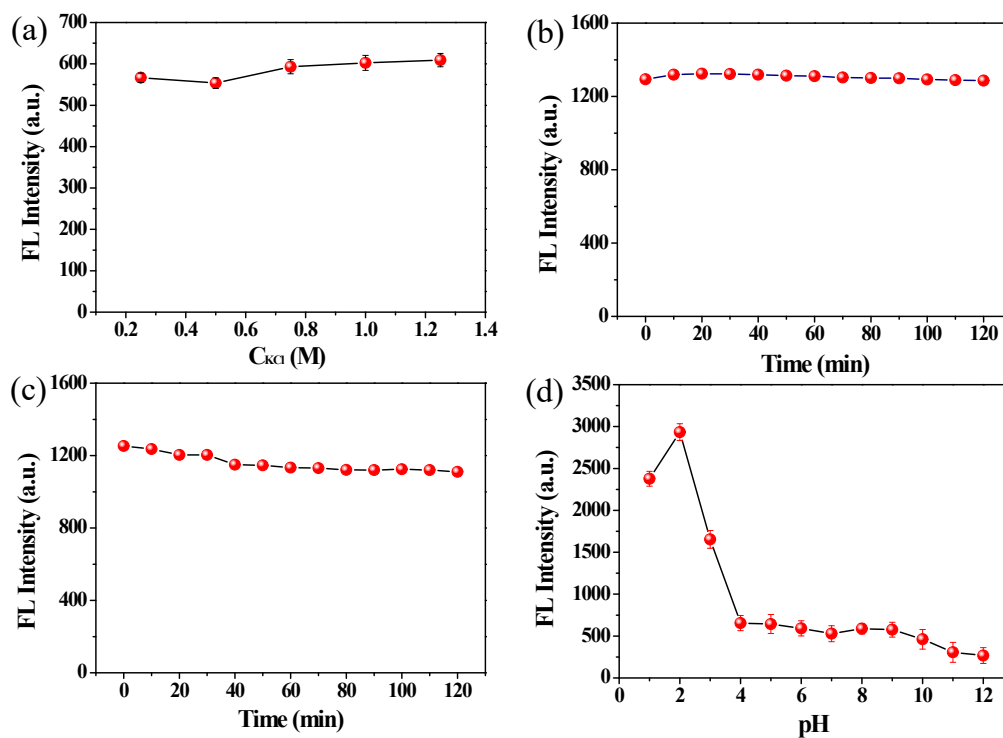 (a)
700
600
500
400
300
200
100
0
FL Intensity (a.u.)
0.2 0.4 0.6 0.8 1.0 1.2 1.4
CKCl (M)
(b)
1600
1200
800
400
0
FL Intensity (a.u.)
0 20 40 60 80 100 120
Time (min)
(c)
1600
1200
800
400
0
FL Intensity (a.u.)
0 20 40 60 80 100 120
Time (min)
(d)
3500
3000
2500
2000
1500
1000
500
0
FL Intensity (a.u.)
0 2 4 6 8 10 12
pH